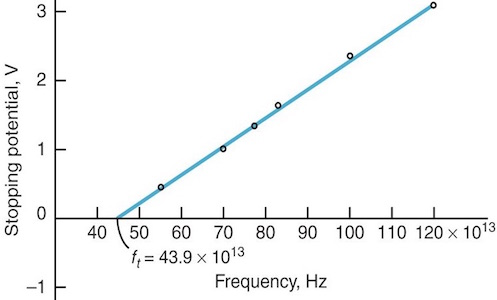 Stopping potential, V
3
2
1
0
−1
40 50 60 70 80 90 100 110 120 × 10¹³
fₜ = 43.9 × 10¹³
Frequency, Hz